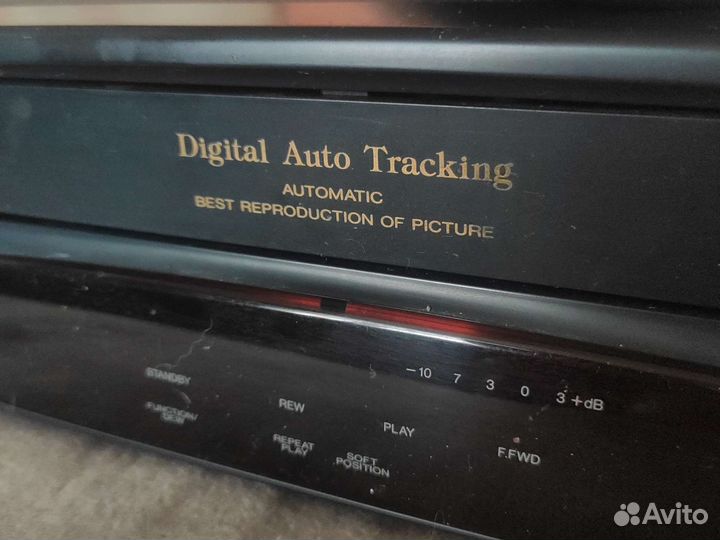 Digital Auto Tracking
AUTOMATIC
BEST REPRODUCTION OF PICTURE
-10 7 3 0 3 +dB
STANDBY
REW
PLAY
F.FWD
FUNCTION/
REPEAT
PLAY
SOFT
POSITION
Avito